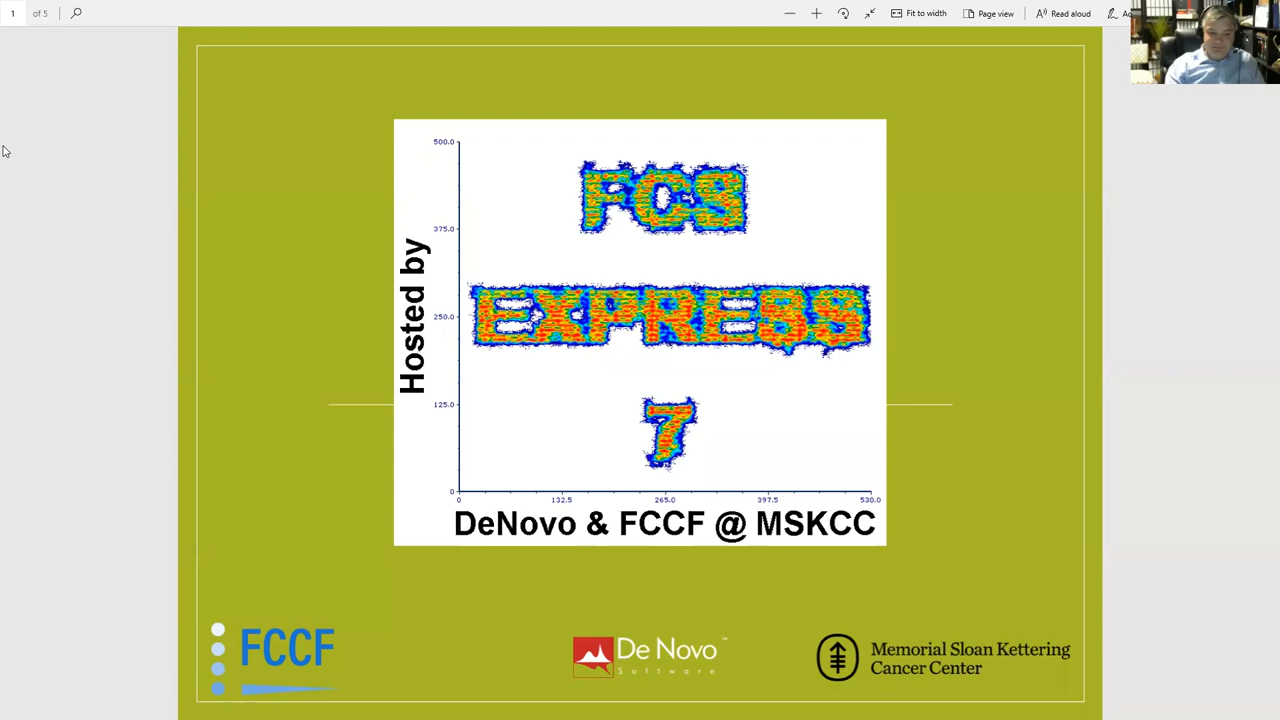 1 of 5
Fit to width
Page view
Read aloud
500.0
FCS
375.0
Hosted by
EXPRESS
250.0
125.0
7
0
0 132.5 265.0 397.5 530.0
DeNovo & FCCF @ MSKCC
FCCF
De Novo™
Software
Memorial Sloan Kettering
Cancer Center